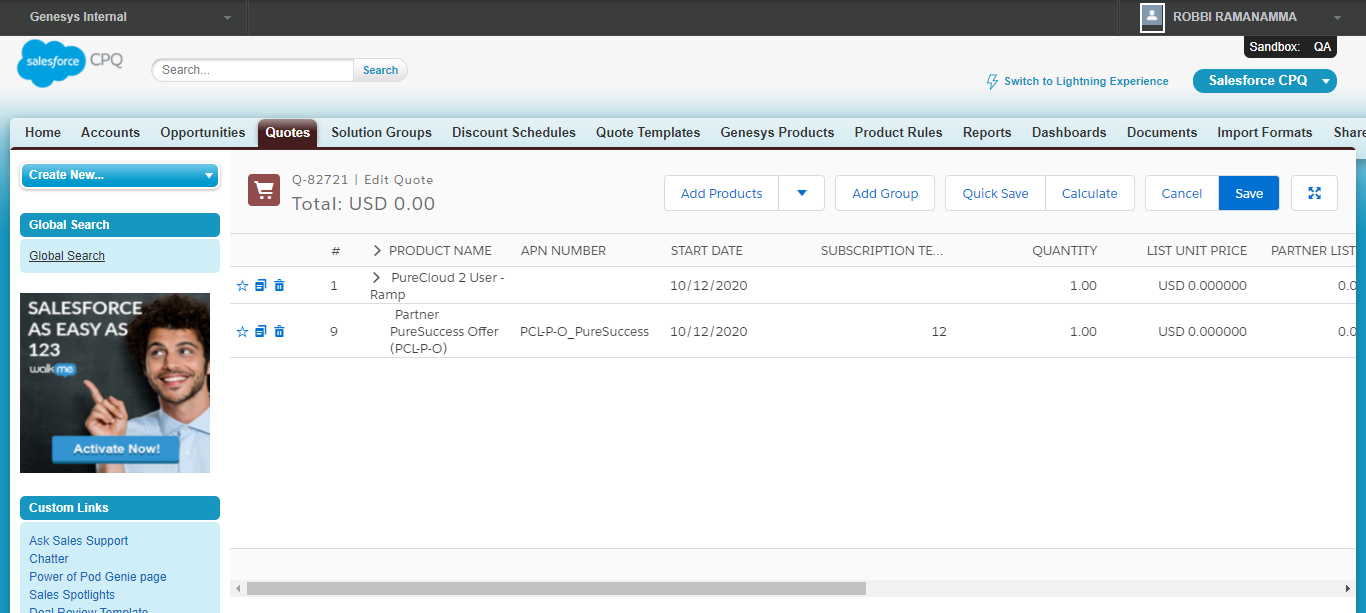 Genesys Internal
ROBBI RAMANAMMA
Sandbox: QA
salesforce CPQ
Search...
Search
Switch to Lightning Experience
Salesforce CPQ
Home Accounts Opportunities Quotes Solution Groups Discount Schedules Quote Templates Genesys Products Product Rules Reports Dashboards Documents Import Formats Share
Create New...
Global Search
Global Search
SALESFORCE
AS EASY AS
123
walkme
Activate Now!
Custom Links
Ask Sales Support
Chatter
Power of Pod Genie page
Sales Spotlights
Deal Review Template
Q-82721 | Edit Quote
Total: USD 0.00
Add Products
Add Group
Quick Save
Calculate
Cancel
Save
# PRODUCT NAME APN NUMBER START DATE SUBSCRIPTION TE... QUANTITY LIST UNIT PRICE PARTNER LIST
1 PureCloud 2 User - 10/12/2020 1.00 USD 0.000000 0.0
Ramp
Partner
9 PureSuccess Offer PCL-P-O_PureSuccess 10/12/2020 12 1.00 USD 0.000000 0.0
(PCL-P-O)